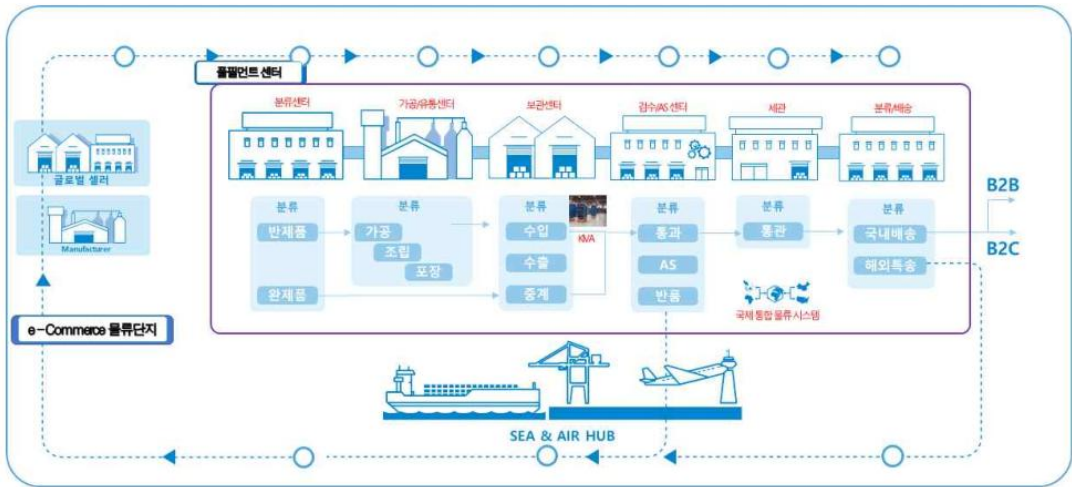 풀필먼트 센터
분류센터
가공/유통센터
보관센터
검수/AS 센터
세관
분류/배송
글로벌 셀러
Manufacturer
e-Commerce 물류단지
분류
반제품
완제품
분류
가공
조립
포장
분류
수입
수출
중계
KMA
분류
통과
AS
반품
분류
통관
국제 통합 물류 시스템
분류
국내배송
해외특송
B2B
B2C
SEA & AIR HUB